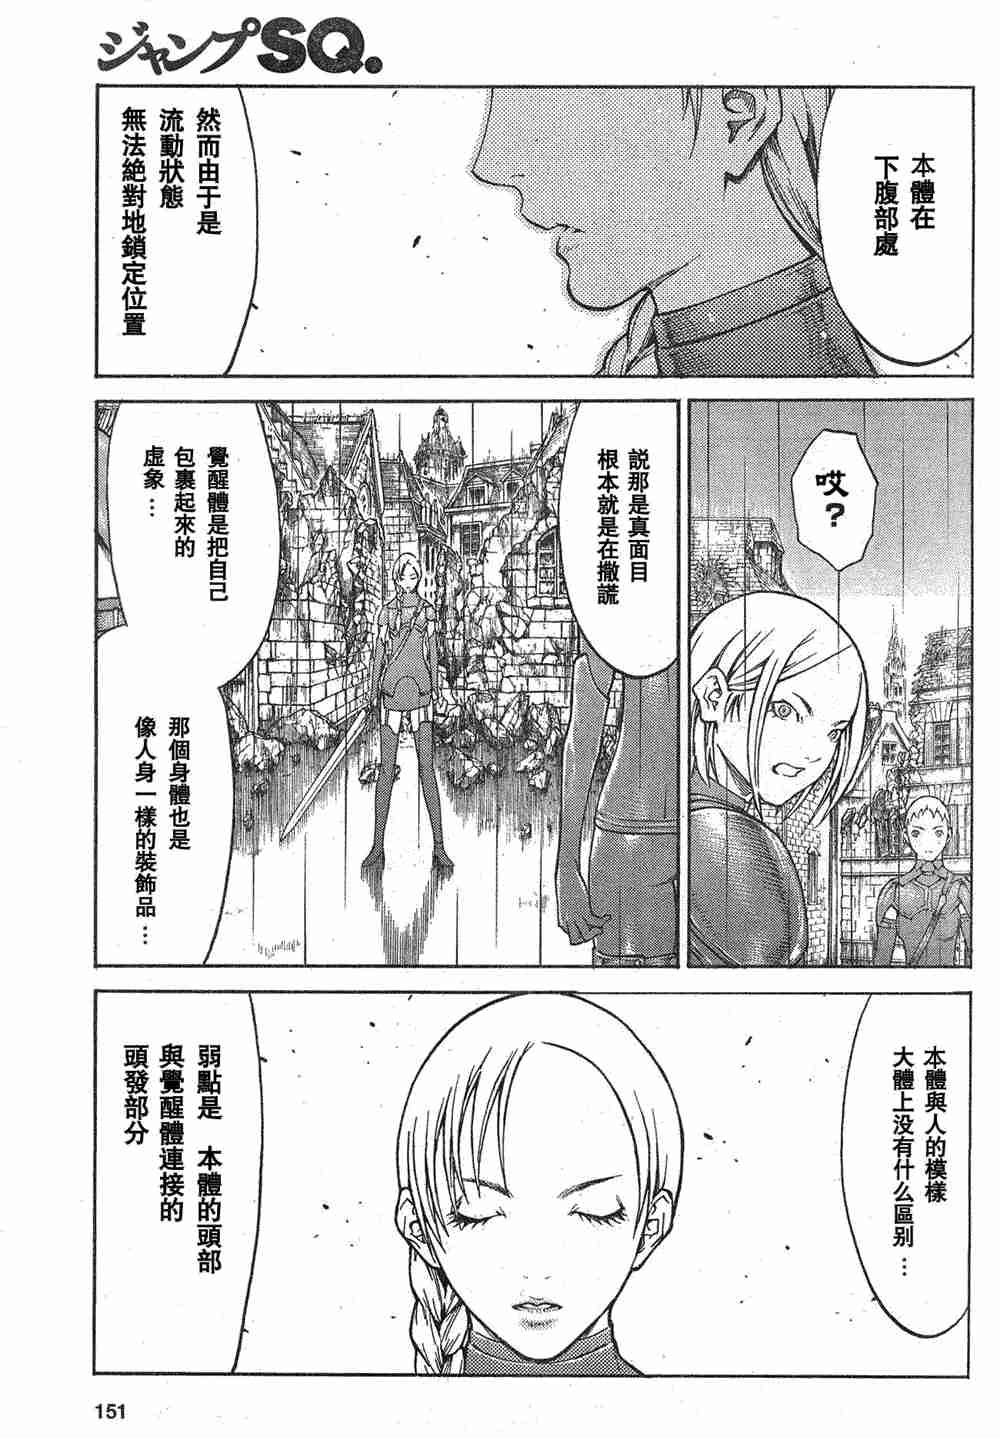 ジャンプSQ.
本體在
下腹部處
然而由于是
流動狀態
無法絕對地鎖定位置
哎？
説那是真面目
根本就是在撒謊
覺醒體是把自己
包裹起來的
虛象…
那個身體也是
像人身一樣的裝飾品…
本體與人的模樣
大體上没有什么區别…
弱點是 本體的頭部
與覺醒體連接的
頭發部分
151